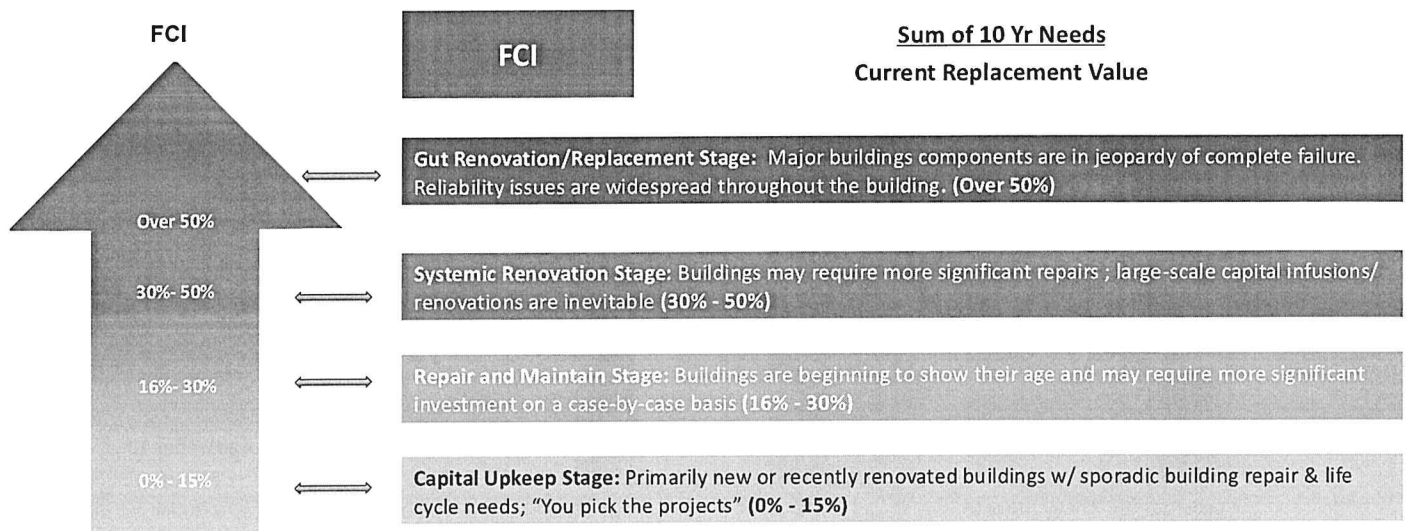 FCI
FCI
Sum of 10 Yr Needs
Current Replacement Value
Gut Renovation/Replacement Stage: Major buildings components are in jeopardy of complete failure.
Reliability issues are widespread throughout the building. (Over 50%)
Over 50%
Systemic Renovation Stage: Buildings may require more significant repairs ; large-scale capital infusions/
renovations are inevitable (30% - 50%)
30%- 50%
Repair and Maintain Stage: Buildings are beginning to show their age and may require more significant
investment on a case-by-case basis (16% - 30%)
16%- 30%
Capital Upkeep Stage: Primarily new or recently renovated buildings w/ sporadic building repair & life
cycle needs; “You pick the projects” (0% - 15%)
0% - 15%